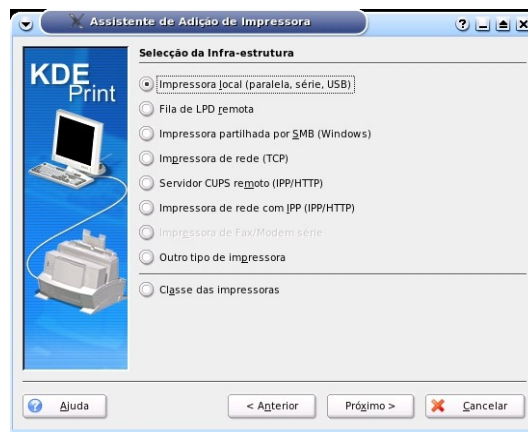 Assistente de Adição de Impressora
Selecção da Infra-estrutura
KDE
Print
Impressora local (paralela, série, USB)
Fila de LPD remota
Impressora partilhada por SMB (Windows)
Impressora de rede (TCP)
Servidor CUPS remoto (IPP/HTTP)
Impressora de rede com IPP (IPP/HTTP)
Impressora de Fax/Modem série
Outro tipo de impressora
Classe das impressoras
Ajuda
< Anterior
Próximo >
Cancelar